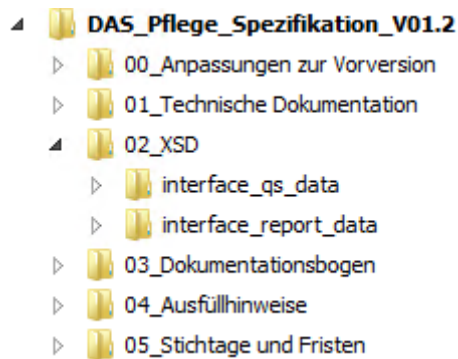 DAS_Pflege_Spezifikation_V01.2
00_Anpassungen zur Vorversion
01_Technische Dokumentation
02_XSD
interface_qs_data
interface_report_data
03_Dokumentationsbogen
04_Ausfüllhinweise
05_Stichtage und Fristen